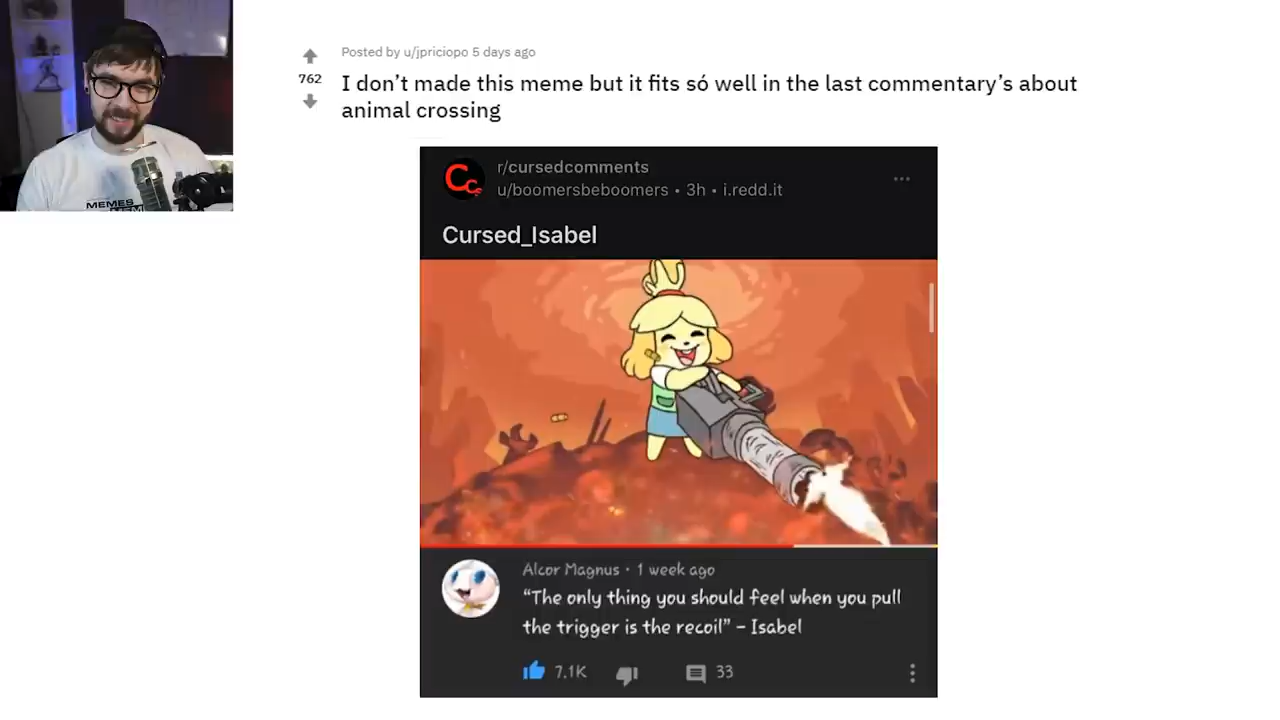 Posted by u/jpriciopo 5 days ago
762
I don’t made this meme but it fits só well in the last commentary’s about
animal crossing
r/cursedcomments
u/boomersbeboomers • 3h • i.redd.it
Cursed_Isabel
Alcor Magnus • 1 week ago
“The only thing you should feel when you pull
the trigger is the recoil” – Isabel
7.1K
33
MEMES